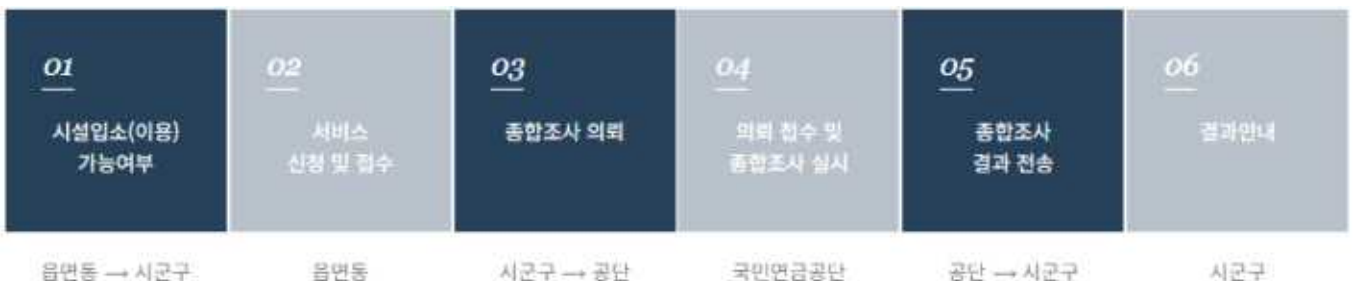 01
시설입소(이용)
가능여부
02
서비스
신청 및 접수
03
종합조사 의뢰
04
의뢰 접수 및
종합조사 실시
05
종합조사
결과 전송
06
결과안내
읍면동 → 시군구
읍면동
시군구 → 공단
국민연금공단
공단 → 시군구
시군구